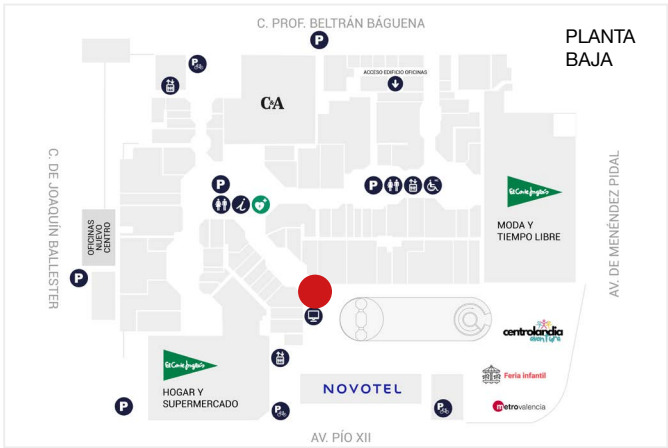 C. PROF. BELTRÁN BÁGUENA
PLANTA
BAJA
P
P
ACCESO EDIFICIO OFICINAS
C&A
C. DE JOAQUÍN BALLESTER
OFICINAS
NUEVO
CENTRO
P
P
i
P
El Corte Inglés
MODA Y
TIEMPO LIBRE
AV. DE MENÉNDEZ PIDAL
centrolandia
aventura
El Corte Inglés
HOGAR Y
SUPERMERCADO
NOVOTEL
Feria infantil
metrovalencia
P
P
P
AV. PÍO XII